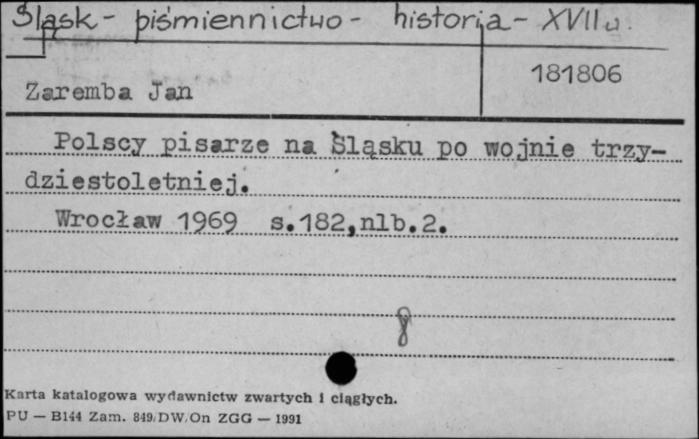 Śląsk - piśmiennictwo - historia - XVII w.
181806
Zaremba Jan
Polscy pisarze na Śląsku po wojnie trzy-
dziestoletniej.
Wrocław 1969 s.182,nlb.2.
8
Karta katalogowa wydawnictw zwartych i ciągłych.
PU — B144 Zam. 849/DW/On ZGG — 1991